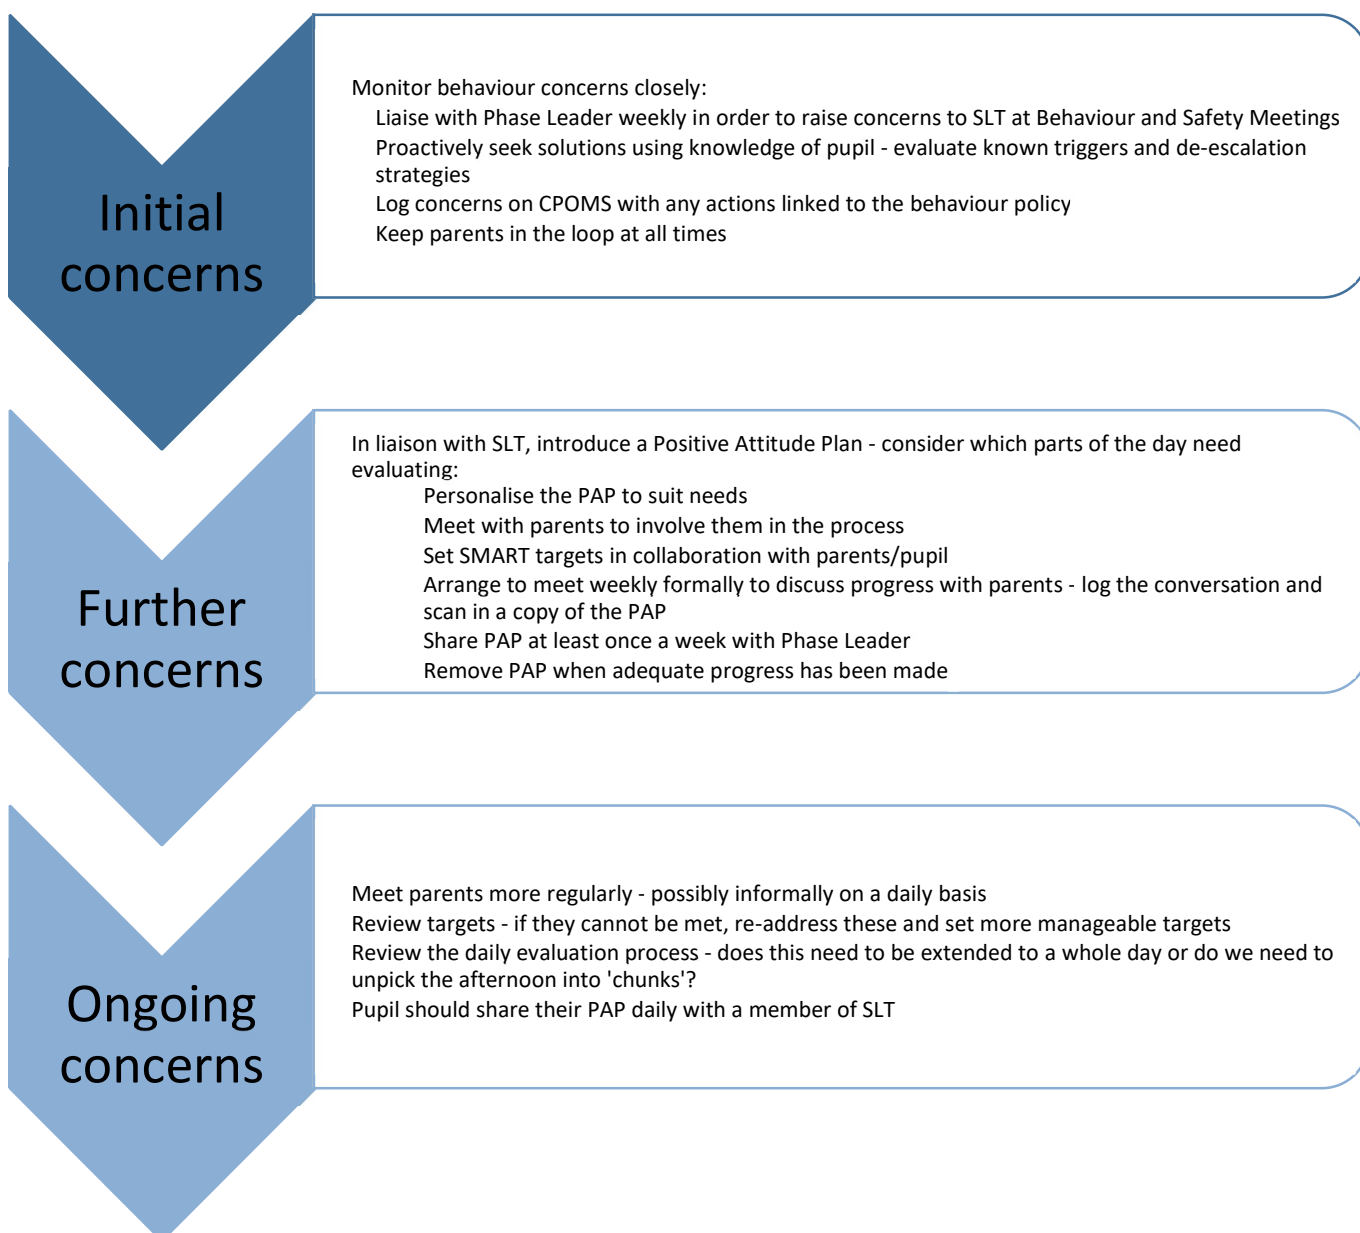 Initial
concerns
Monitor behaviour concerns closely:
Liaise with Phase Leader weekly in order to raise concerns to SLT at Behaviour and Safety Meetings
Proactively seek solutions using knowledge of pupil - evaluate known triggers and de-escalation
strategies
Log concerns on CPOMS with any actions linked to the behaviour policy
Keep parents in the loop at all times
Further
concerns
In liaison with SLT, introduce a Positive Attitude Plan - consider which parts of the day need
evaluating:
Personalise the PAP to suit needs
Meet with parents to involve them in the process
Set SMART targets in collaboration with parents/pupil
Arrange to meet weekly formally to discuss progress with parents - log the conversation and
scan in a copy of the PAP
Share PAP at least once a week with Phase Leader
Remove PAP when adequate progress has been made
Ongoing
concerns
Meet parents more regularly - possibly informally on a daily basis
Review targets - if they cannot be met, re-address these and set more manageable targets
Review the daily evaluation process - does this need to be extended to a whole day or do we need to
unpick the afternoon into 'chunks'?
Pupil should share their PAP daily with a member of SLT